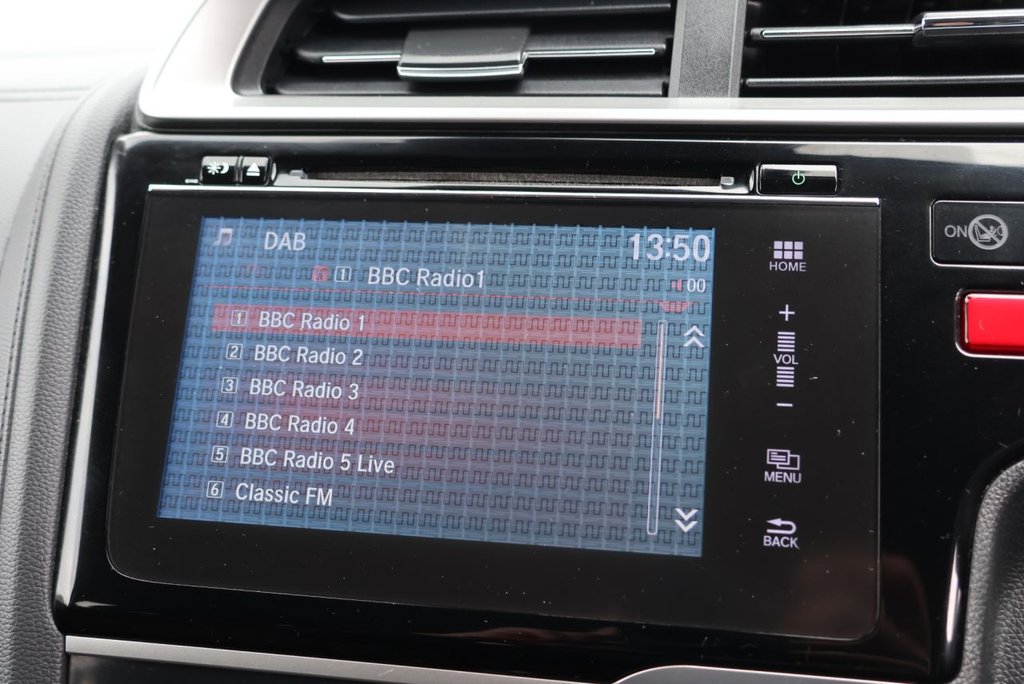 DAB
13:50
1 BBC Radio1
00
1 BBC Radio 1
2 BBC Radio 2
3 BBC Radio 3
4 BBC Radio 4
5 BBC Radio 5 Live
6 Classic FM
HOME
+
VOL
−
MENU
BACK
ON